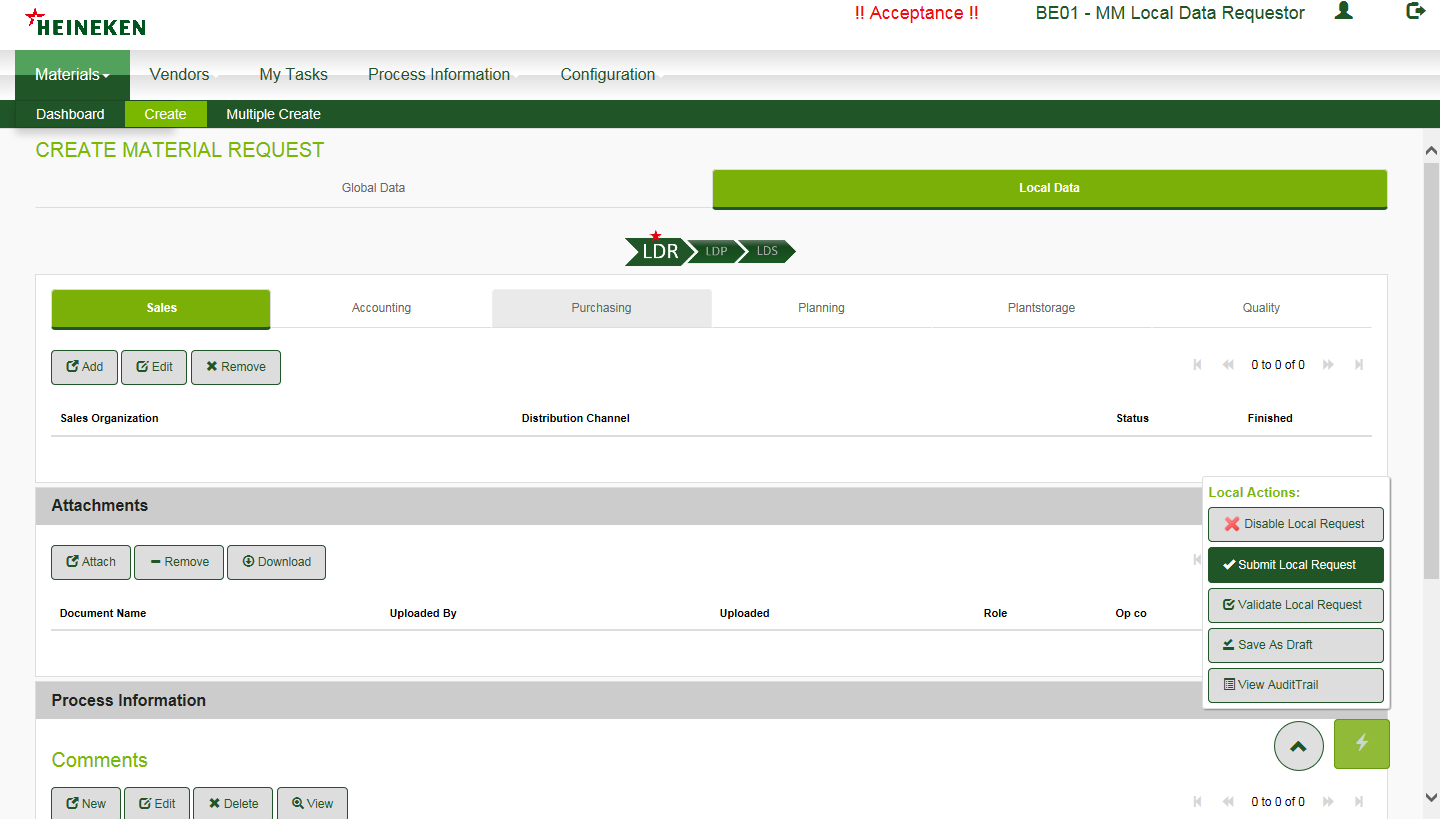 HEINEKEN
!! Acceptance !! BE01 - MM Local Data Requestor
Materials Vendors My Tasks Process Information Configuration
Dashboard Create Multiple Create
CREATE MATERIAL REQUEST
Global Data Local Data
LDR LDP LDS
Sales Accounting Purchasing Planning Plantstorage Quality
Add Edit Remove 0 to 0 of 0
Sales Organization Distribution Channel Status Finished
Attachments
Attach Remove Download
Document Name Uploaded By Uploaded Role Op co
Local Actions:
Disable Local Request
Submit Local Request
Validate Local Request
Save As Draft
View AuditTrail
Process Information
Comments
New Edit Delete View 0 to 0 of 0